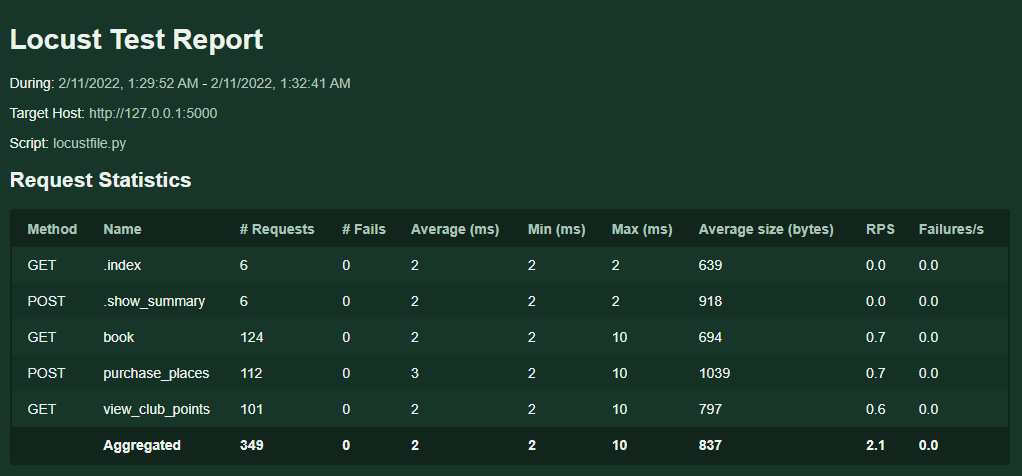 Locust Test Report
During: 2/11/2022, 1:29:52 AM - 2/11/2022, 1:32:41 AM
Target Host: http://127.0.0.1:5000
Script: locustfile.py
Request Statistics
Method Name # Requests # Fails Average (ms) Min (ms) Max (ms) Average size (bytes) RPS Failures/s
GET .index 6 0 2 2 2 639 0.0 0.0
POST .show_summary 6 0 2 2 2 918 0.0 0.0
GET book 124 0 2 2 10 694 0.7 0.0
POST purchase_places 112 0 3 2 10 1039 0.7 0.0
GET view_club_points 101 0 2 2 10 797 0.6 0.0
Aggregated 349 0 2 2 10 837 2.1 0.0